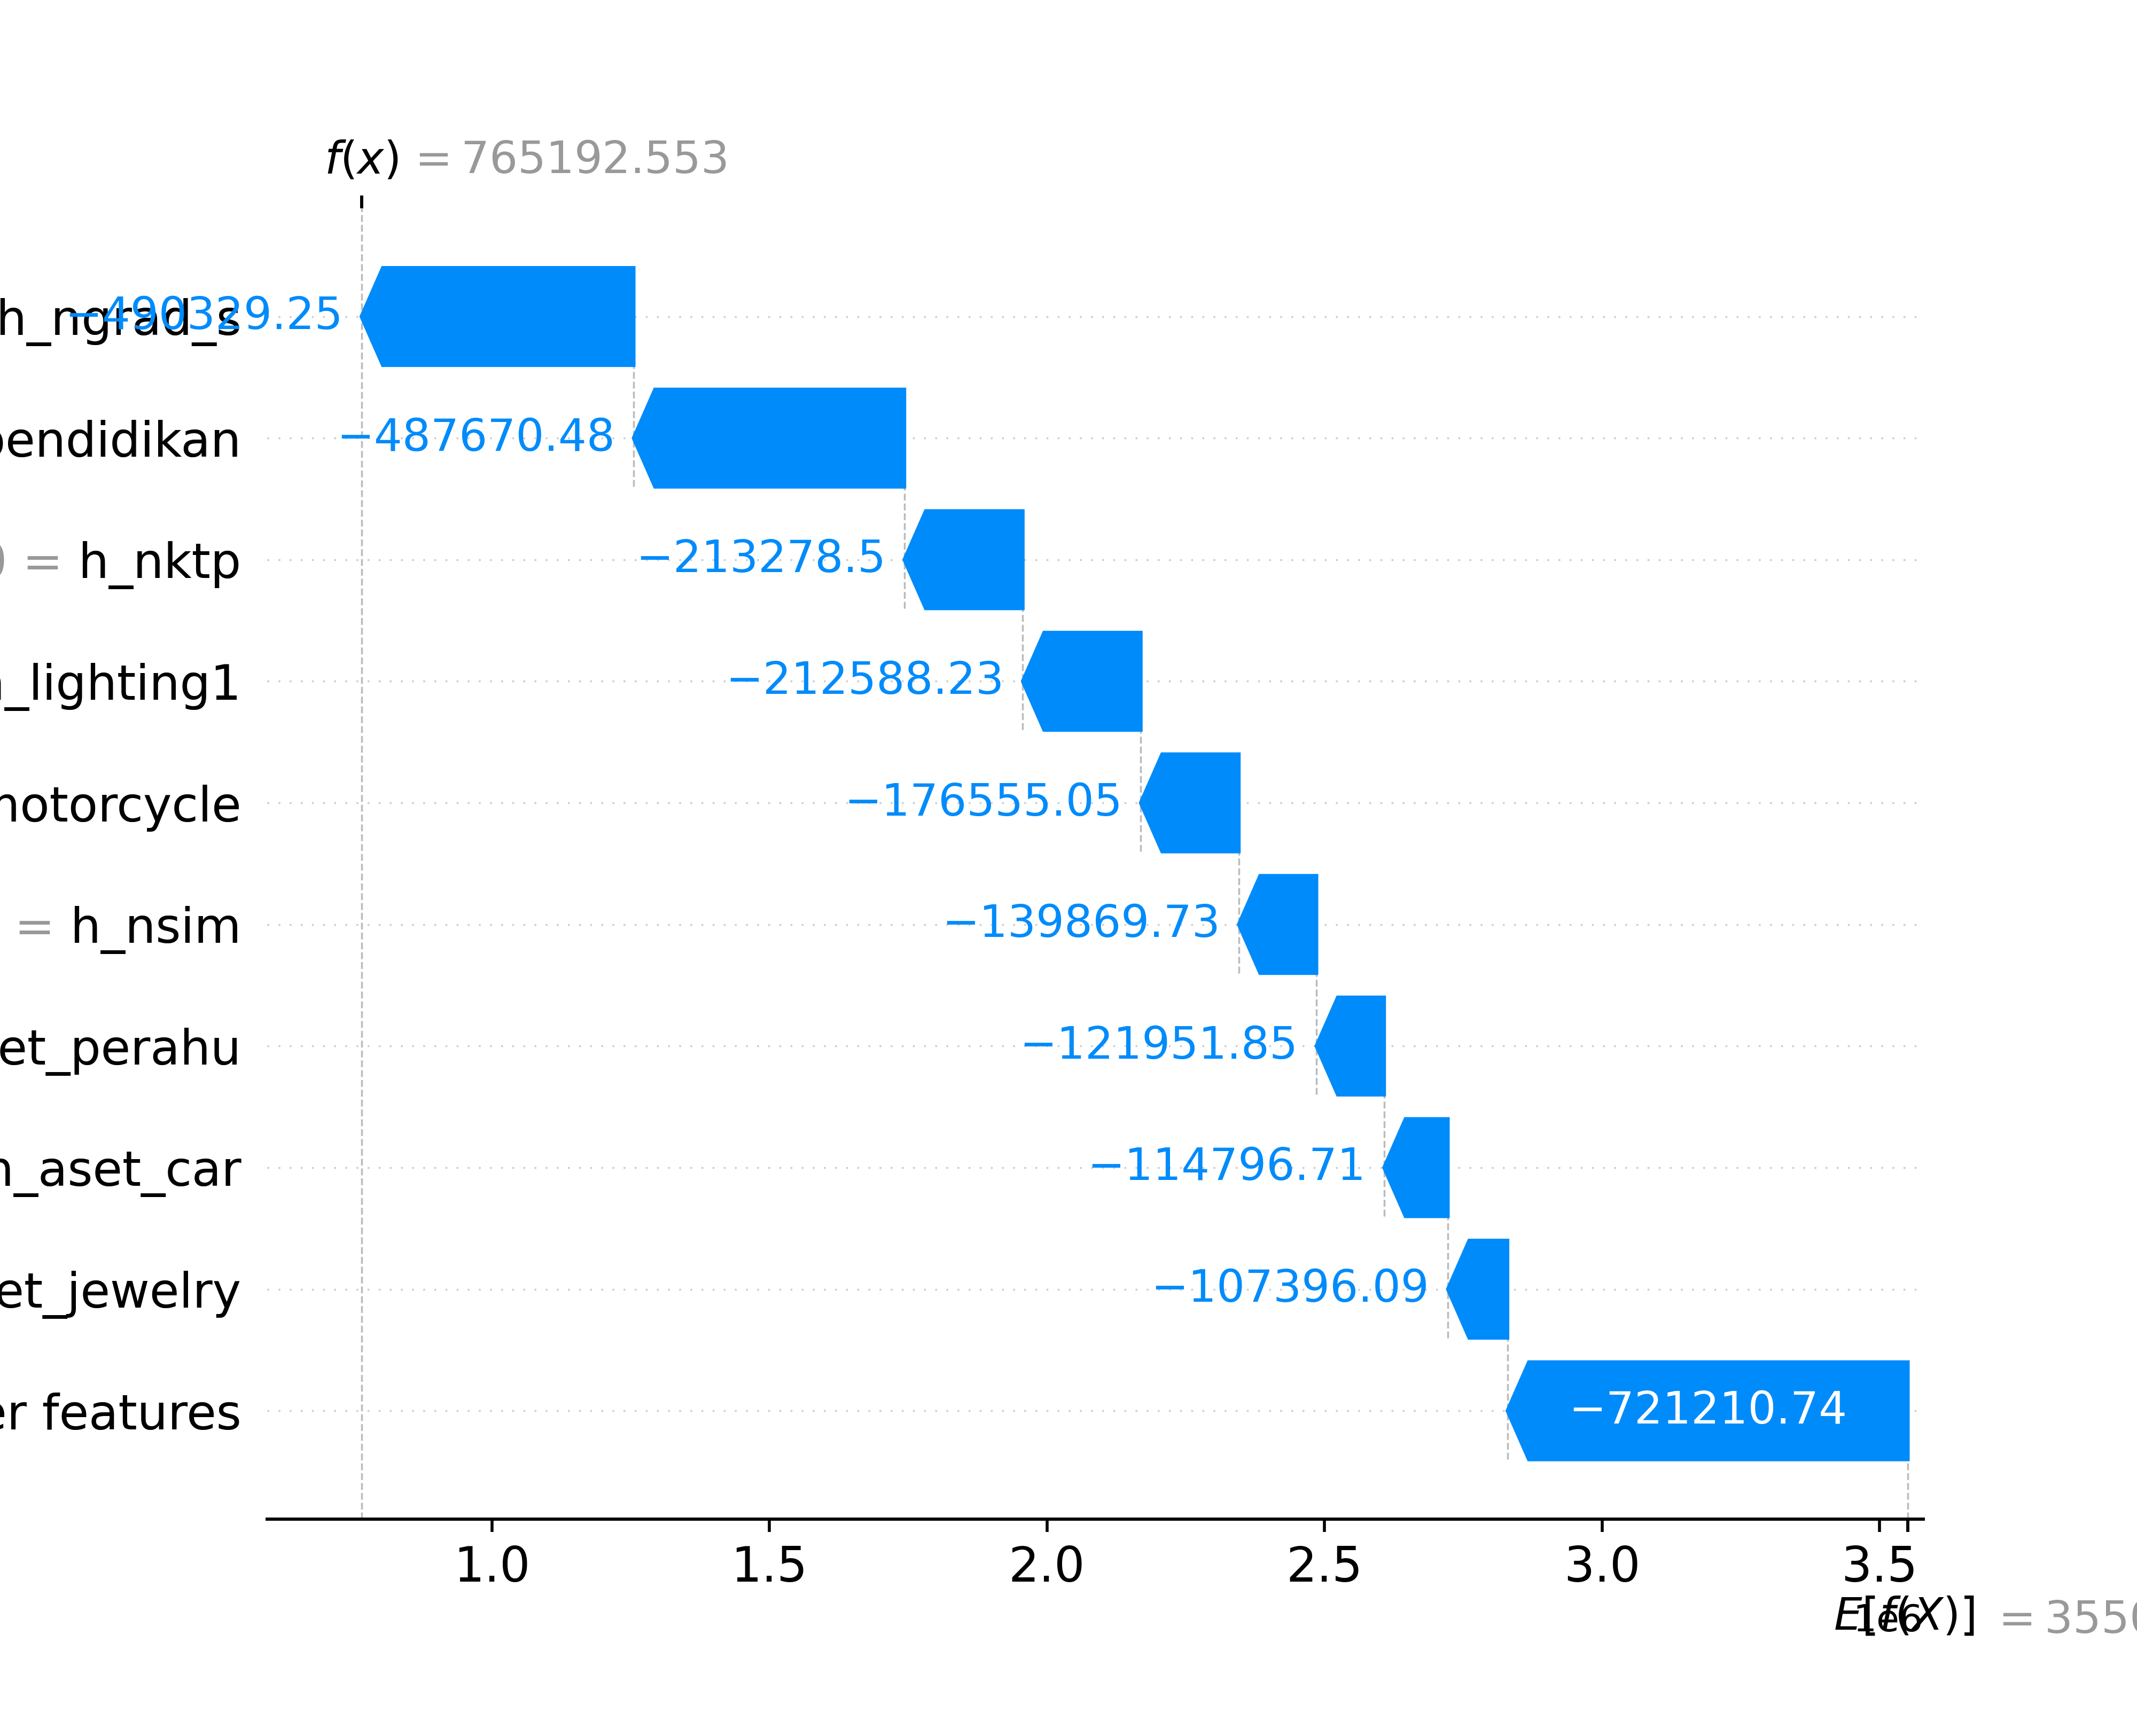 f(x) = 765192.553
h_ngrad_s −490329.25
pendidikan −487670.48
= h_nktp −213278.5
_lighting1 −212588.23
motorcycle −176555.05
= h_nsim −139869.73
et_perahu −121951.85
_aset_car −114796.71
et_jewelry −107396.09
r features −721210.74
1.0 1.5 2.0 2.5 3.0 3.5
1e6
E[f(X)] = 355